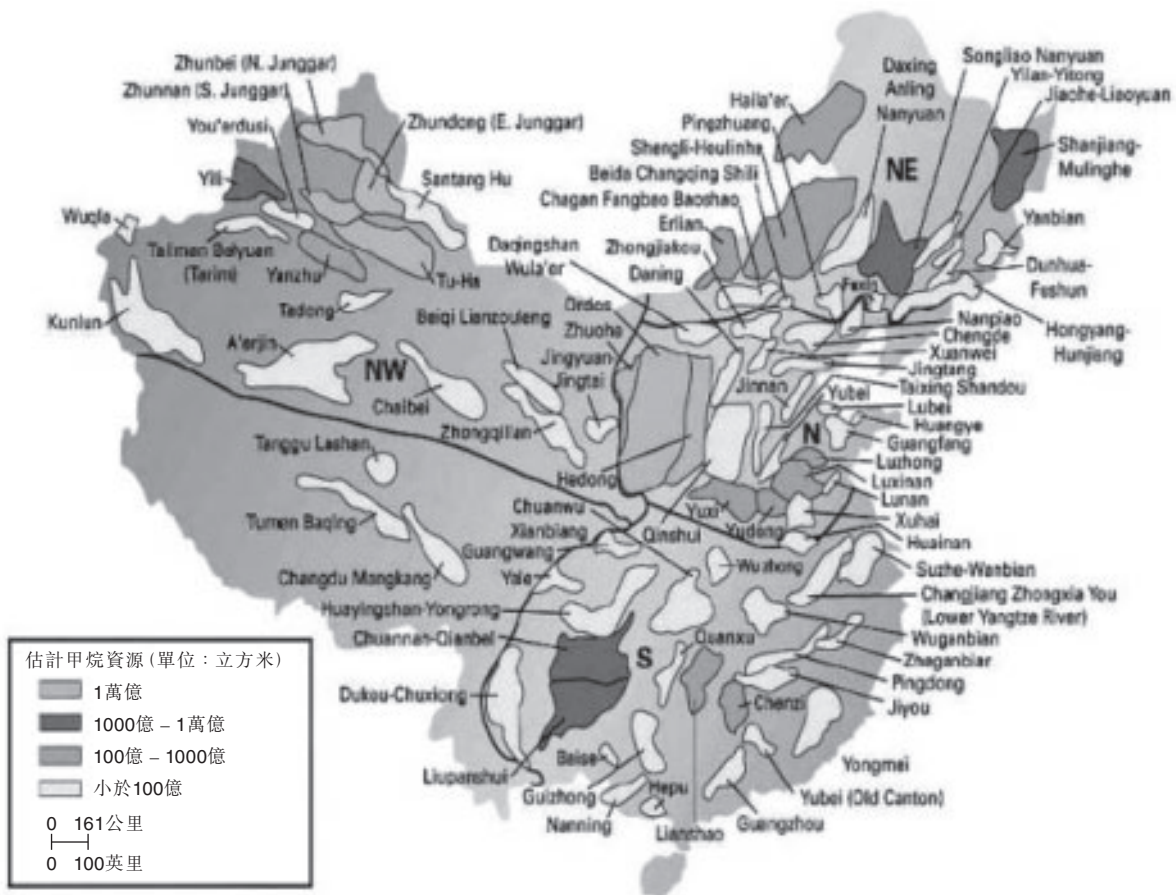 Zhunbei (N. Junggar)
Zhunnan (S. Junggar)
You'erdusi
Zhundong (E. Junggar)
Yili
Santang Hu
Wuqia
Taliman Beiyuan
(Tarim)
Yanzhu
Tu-Ha
Tadong
Kunlun
A'erjin
NW
Chaibei
Beiqi Lianzouleng
Zhongqilian
Jingyuan-
Jingtai
Zhuohe
Ordos
Daqingshan
Wula'er
Daning
Zhongjiakou
Erlian
Chagan Fangbao Baoshao
Beida Changqing Shili
Shengli-Houlinhe
Pingzhuang
Haila'er
Daxing
Anling
Nanyuan
NE
Songliao Nanyuan
Yilan-Yitong
Jiaohe-Liaoyuan
Shanjiang-
Mulinghe
Yanbian
Dunhua-
Fushun
Hongyang-
Hunjiang
Fuxin
Nanpiao
Chengde
Xuanwei
Jingtang
Taixing Shandou
Jinnan
Yubei
Lubei
N
Huangye
Guangfang
Luzhong
Luxinan
Lunan
Xuhai
Huainan
Hedong
Qinshui
Yuxi
Yudong
Tanggu Lashan
Tumen Baqing
Changdu Mangkang
Chuanwu
Xianbiang
Guangwang
Yale
Huayingshan-Yongrong
Chuannan-Qianbei
Dukou-Chuxiong
Liupanshui
S
Wuzhong
Quanxu
Suzhe-Wanbian
Changjiang Zhongxia You
(Lower Yangtze River)
Wuganbian
Zheganbiar
Pingdong
Jiyou
Chenzi
Baise
Guizhong
Hepu
Nanning
Lianshao
Guangzhou
Yubei (Old Canton)
Yongmei
估計甲烷資源(單位：立方米)
1萬億
1000億 – 1萬億
100億 – 1000億
小於100億
0 161公里
0 100英里